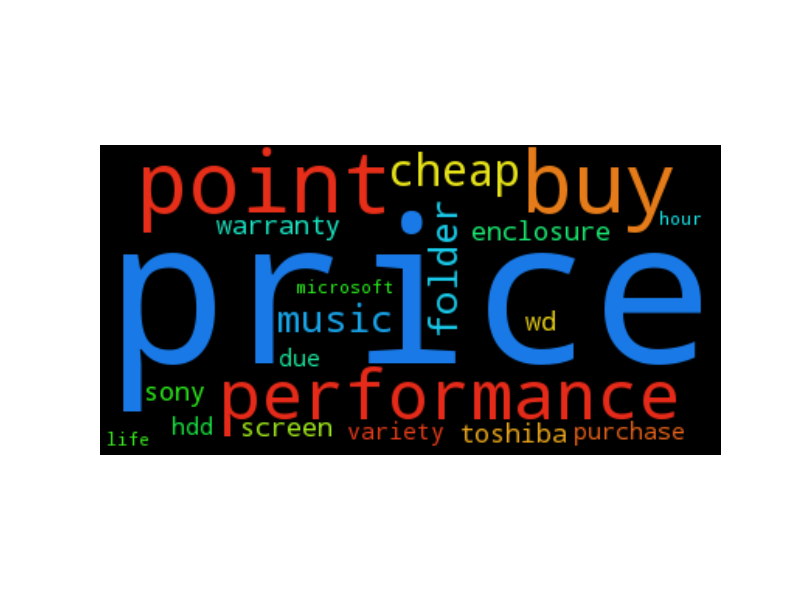 point cheap buy
warranty folder enclosure hour
price
microsoft
music wd
due
sony performance
hdd screen variety toshiba purchase
life